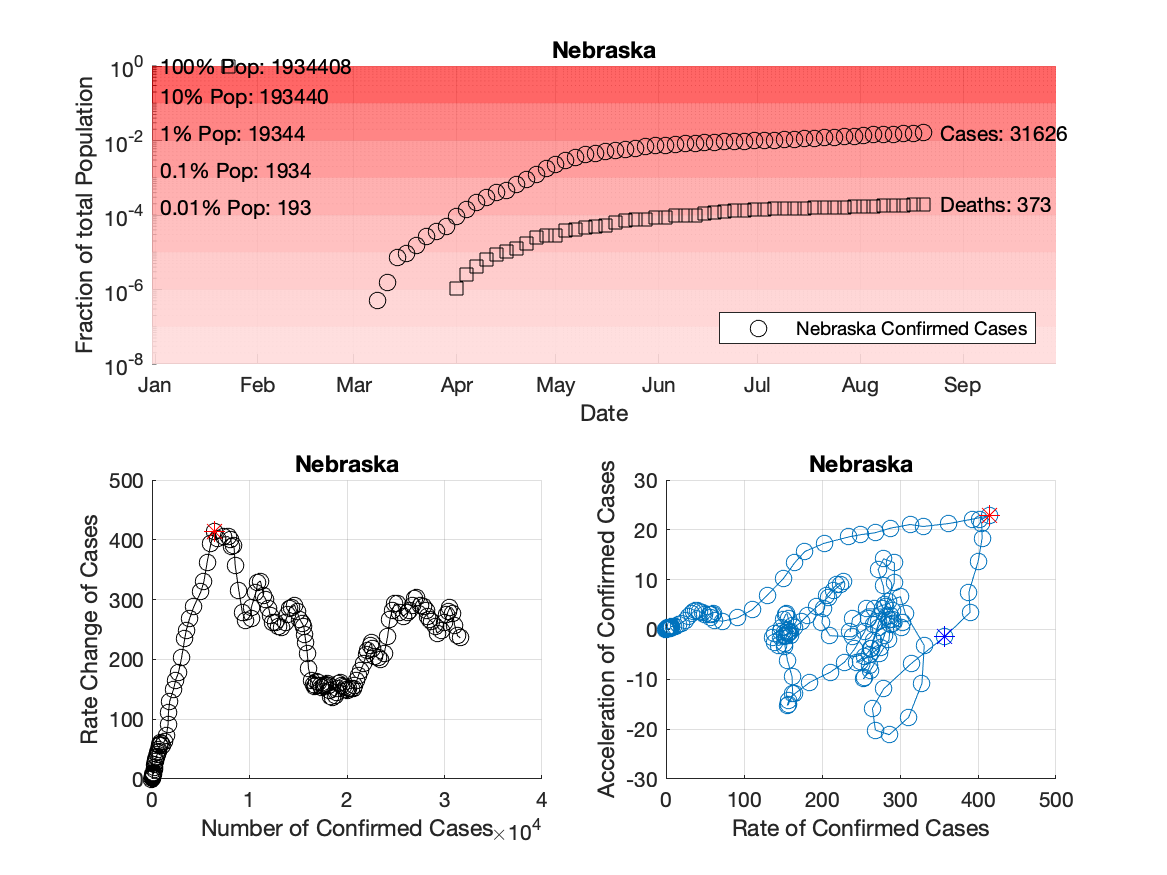 Nebraska
Fraction of total Population
10^0
10^-2
10^-4
10^-6
10^-8
100% Pop: 1934408
10% Pop: 193440
1% Pop: 19344
0.1% Pop: 1934
0.01% Pop: 193
Cases: 31626
Deaths: 373
Nebraska Confirmed Cases
Jan Feb Mar Apr May Jun Jul Aug Sep
Date
Nebraska
Rate Change of Cases
500
400
300
200
100
0
0 1 2 3 4
Number of Confirmed Cases ×10^4
Nebraska
Acceleration of Confirmed Cases
30
20
10
0
-10
-20
-30
0 100 200 300 400 500
Rate of Confirmed Cases